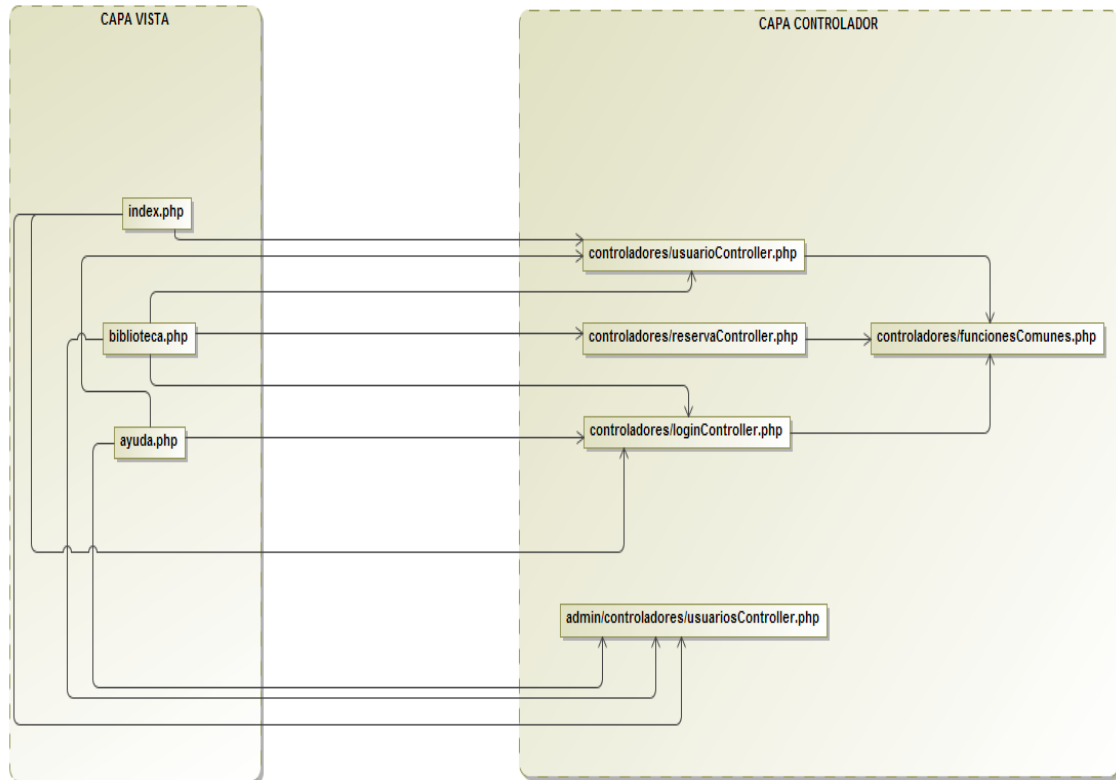 CAPA VISTA
CAPA CONTROLADOR
index.php
biblioteca.php
ayuda.php
controladores/usuarioController.php
controladores/reservaController.php
controladores/funcionesComunes.php
controladores/loginController.php
admin/controladores/usuariosController.php